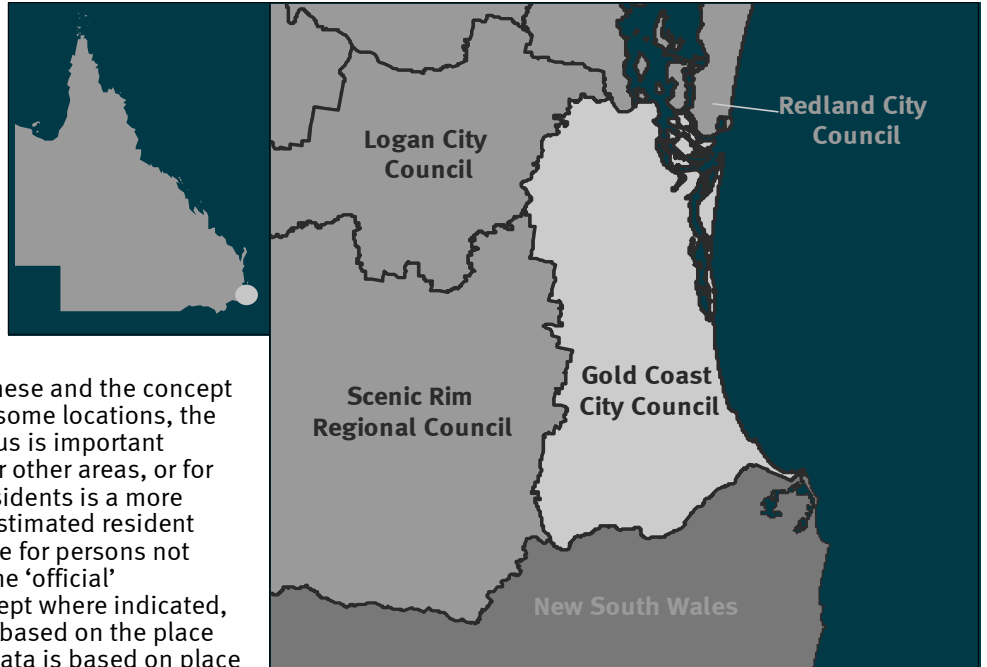 Redland City
Council
Logan City
Council
Gold Coast
City Council
Scenic Rim
Regional Council
New South Wales
nese and the concept
some locations, the
us is important
r other areas, or for
sidents is a more
stimated resident
e for persons not
ne ‘official’
ept where indicated,
based on the place
ata is based on place